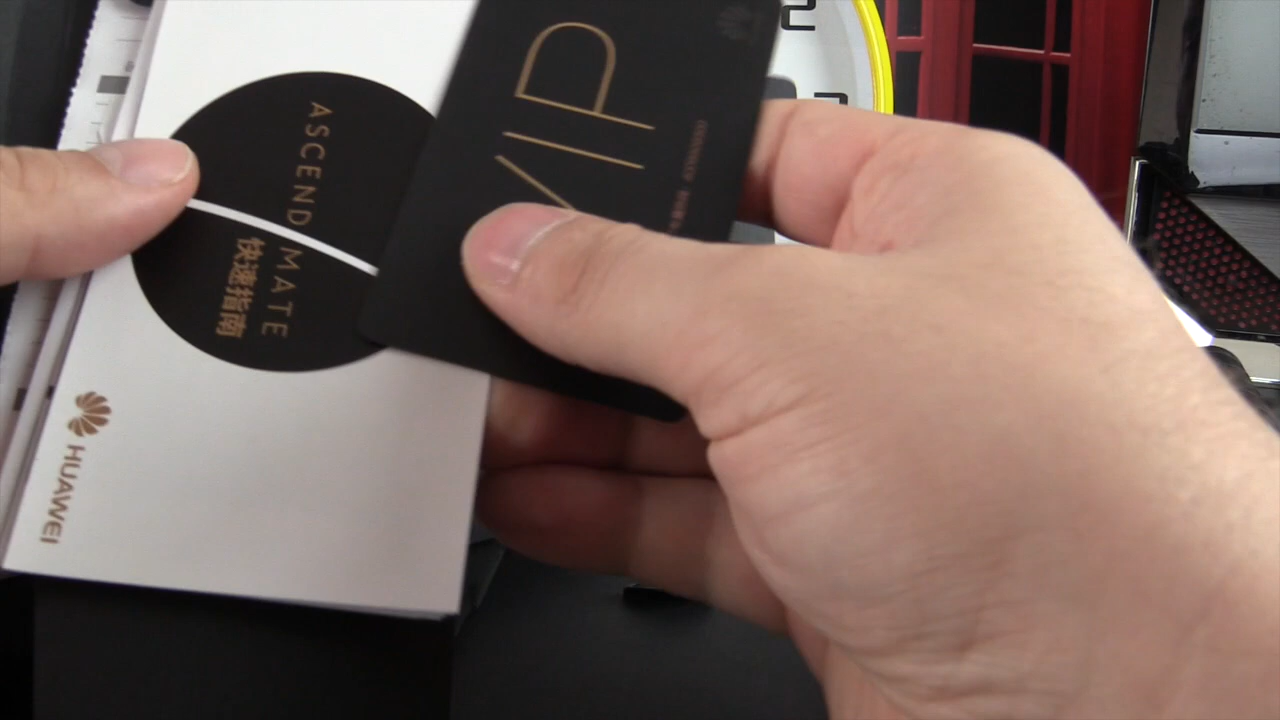 ASCEND MATE
快速指南
HUAWEI
VIP